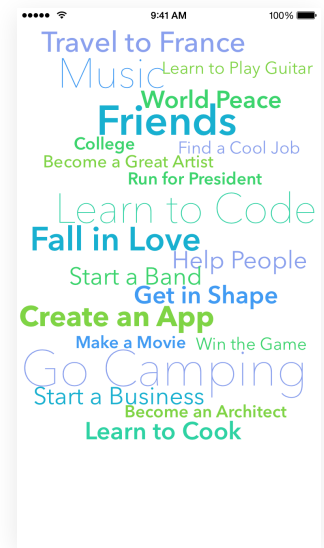 9:41 AM
100%
Travel to France
Music
Learn to Play Guitar
World Peace
Friends
College
Find a Cool Job
Become a Great Artist
Run for President
Learn to Code
Fall in Love
Help People
Start a Band
Get in Shape
Create an App
Make a Movie
Win the Game
Go Camping
Start a Business
Become an Architect
Learn to Cook